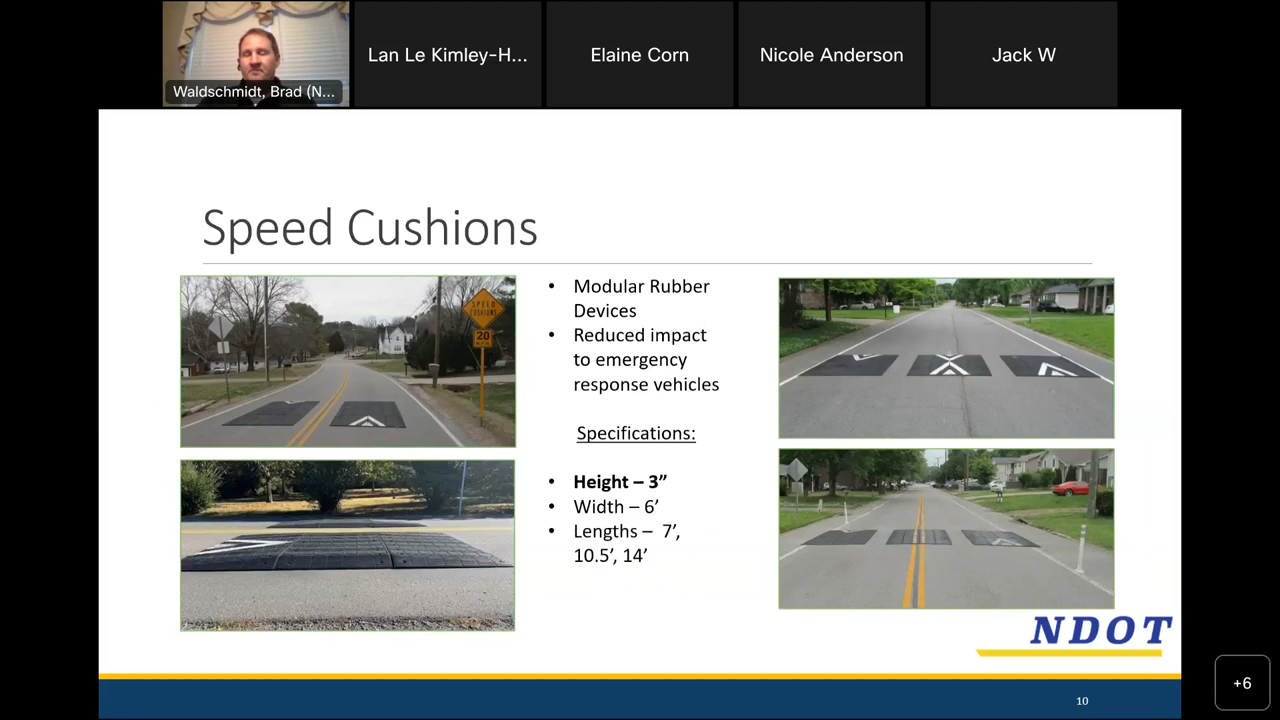 Waldschmidt, Brad (N...
Lan Le Kimley-H...
Elaine Corn
Nicole Anderson
Jack W
Speed Cushions
SPEED
CUSHIONS
20
• Modular Rubber
Devices
• Reduced impact
to emergency
response vehicles
Specifications:
• Height – 3”
• Width – 6’
• Lengths – 7’,
10.5’, 14’
NDOT
10
+6